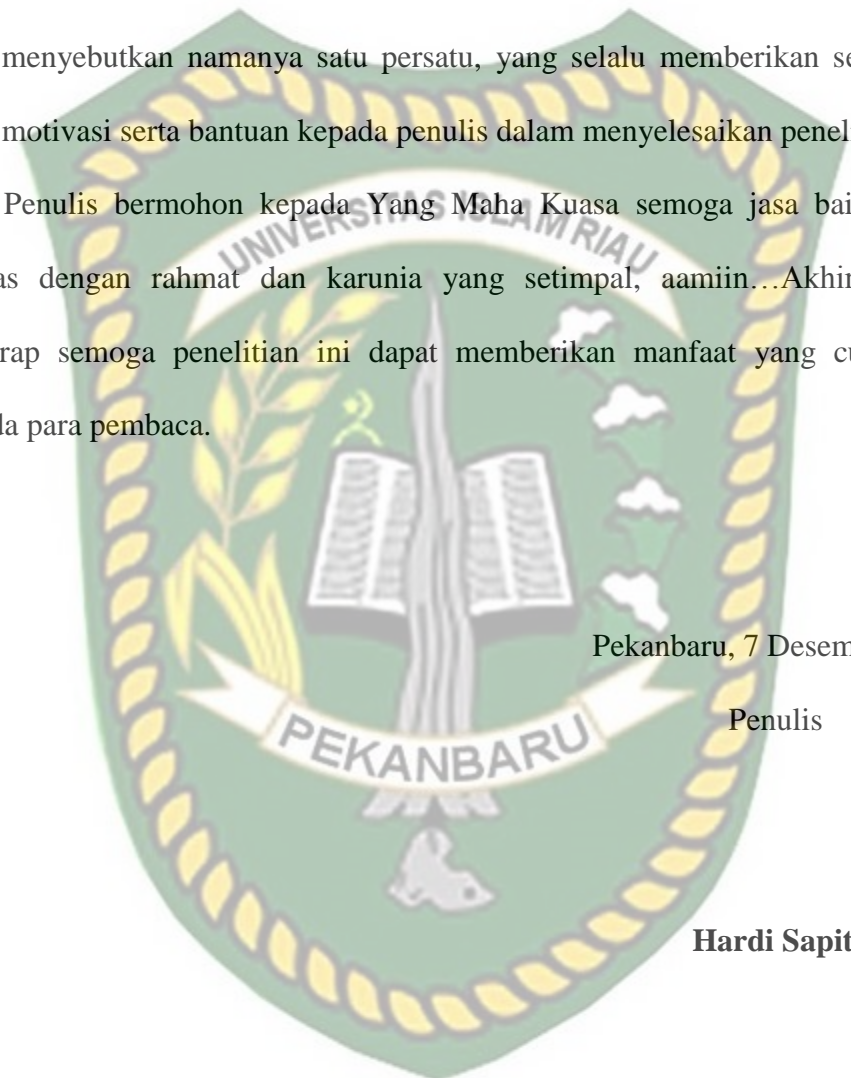 menyebutkan namanya satu persatu, yang selalu memberikan se
motivasi serta bantuan kepada penulis dalam menyelesaikan penel
Penulis bermohon kepada Yang Maha Kuasa semoga jasa bai
as dengan rahmat dan karunia yang setimpal, aamiin…Akhir
rap semoga penelitian ini dapat memberikan manfaat yang cu
da para pembaca.
UNIVERSITAS ISLAM RIAU
Pekanbaru, 7 Desem
Penulis
PEKANBARU
Hardi Sapit